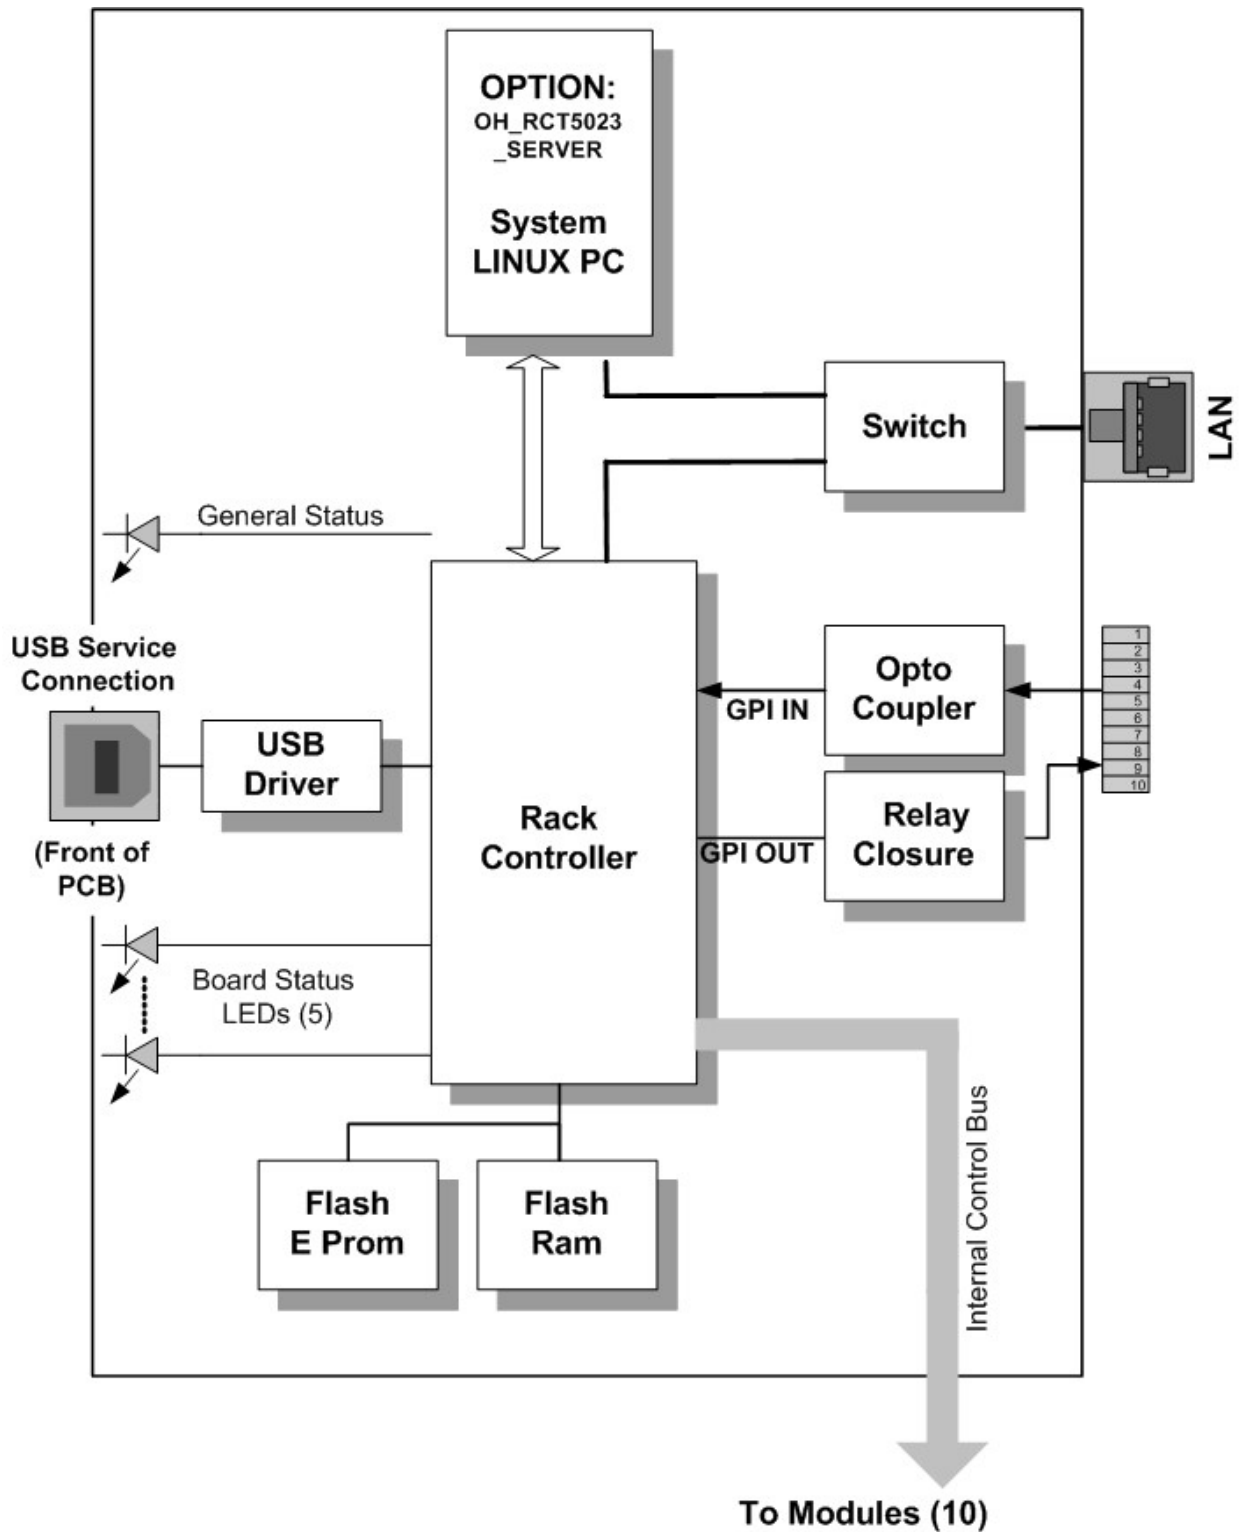 OPTION:
OH_RCT5023
_SERVER
System
LINUX PC
Switch
LAN
General Status
USB Service
Connection
USB
Driver
(Front of
PCB)
Rack
Controller
GPI IN
Opto
Coupler
1
2
3
4
5
6
7
8
9
10
GPI OUT
Relay
Closure
Board Status
LEDs (5)
Flash
E Prom
Flash
Ram
Internal Control Bus
To Modules (10)